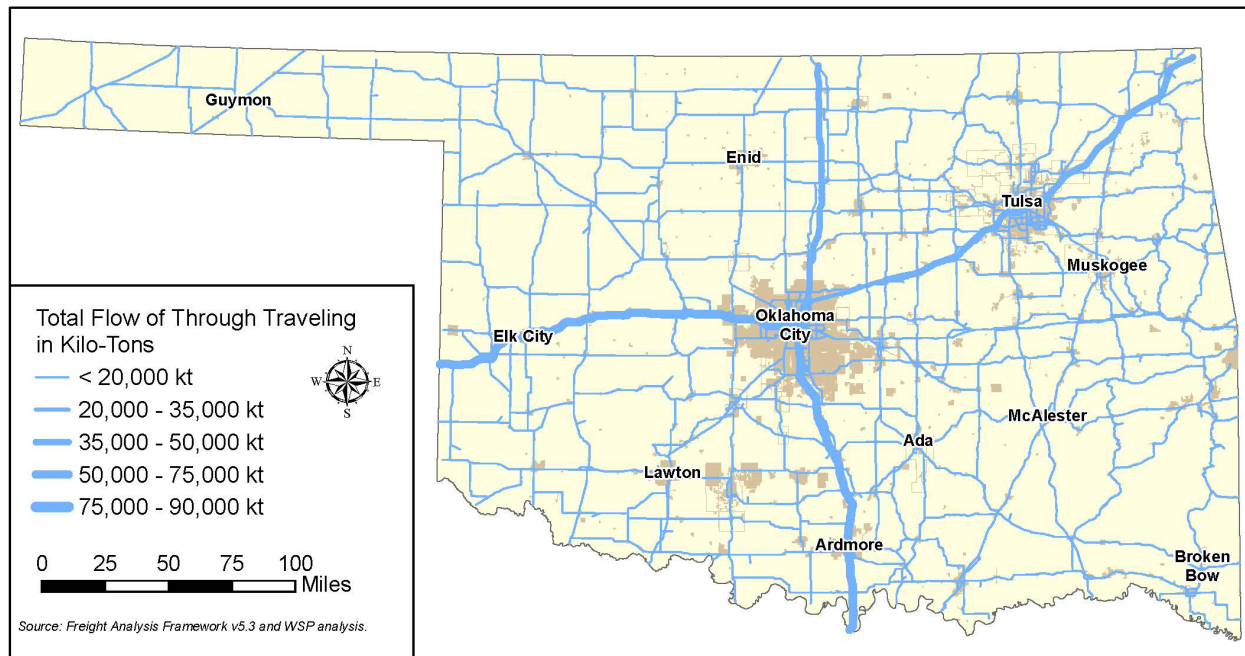 Guymon
Enid
Tulsa
Muskogee
Oklahoma
City
Elk City
McAlester
Ada
Lawton
Ardmore
Broken
Bow
Total Flow of Through Traveling
in Kilo-Tons
N
W E
S
< 20,000 kt
20,000 - 35,000 kt
35,000 - 50,000 kt
50,000 - 75,000 kt
75,000 - 90,000 kt
0 25 50 75 100
Miles
Source: Freight Analysis Framework v5.3 and WSP analysis.